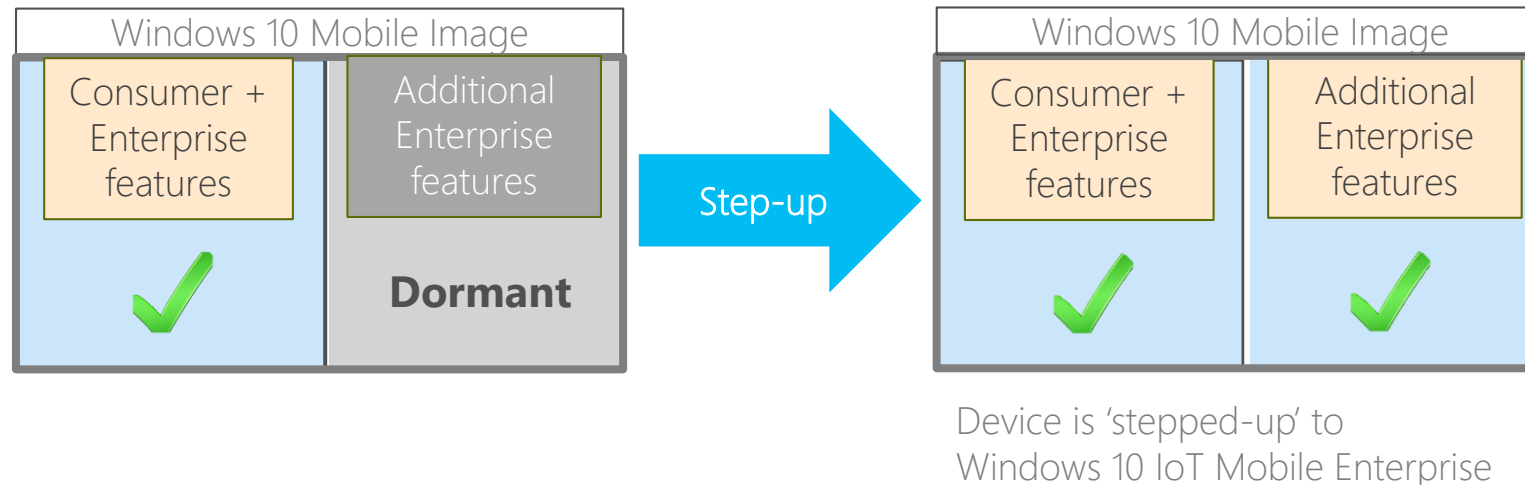 Windows 10 Mobile Image
Consumer +
Enterprise
features
Additional
Enterprise
features
Dormant
Step-up
Windows 10 Mobile Image
Consumer +
Enterprise
features
Additional
Enterprise
features
Device is ‘stepped-up’ to
Windows 10 IoT Mobile Enterprise